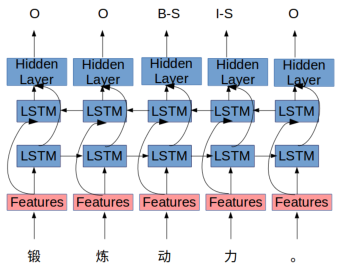 O O B-S I-S O
Hidden Layer Hidden Layer Hidden Layer Hidden Layer Hidden Layer
LSTM LSTM LSTM LSTM LSTM
LSTM LSTM LSTM LSTM LSTM
Features Features Features Features Features
锻 炼 动 力 。